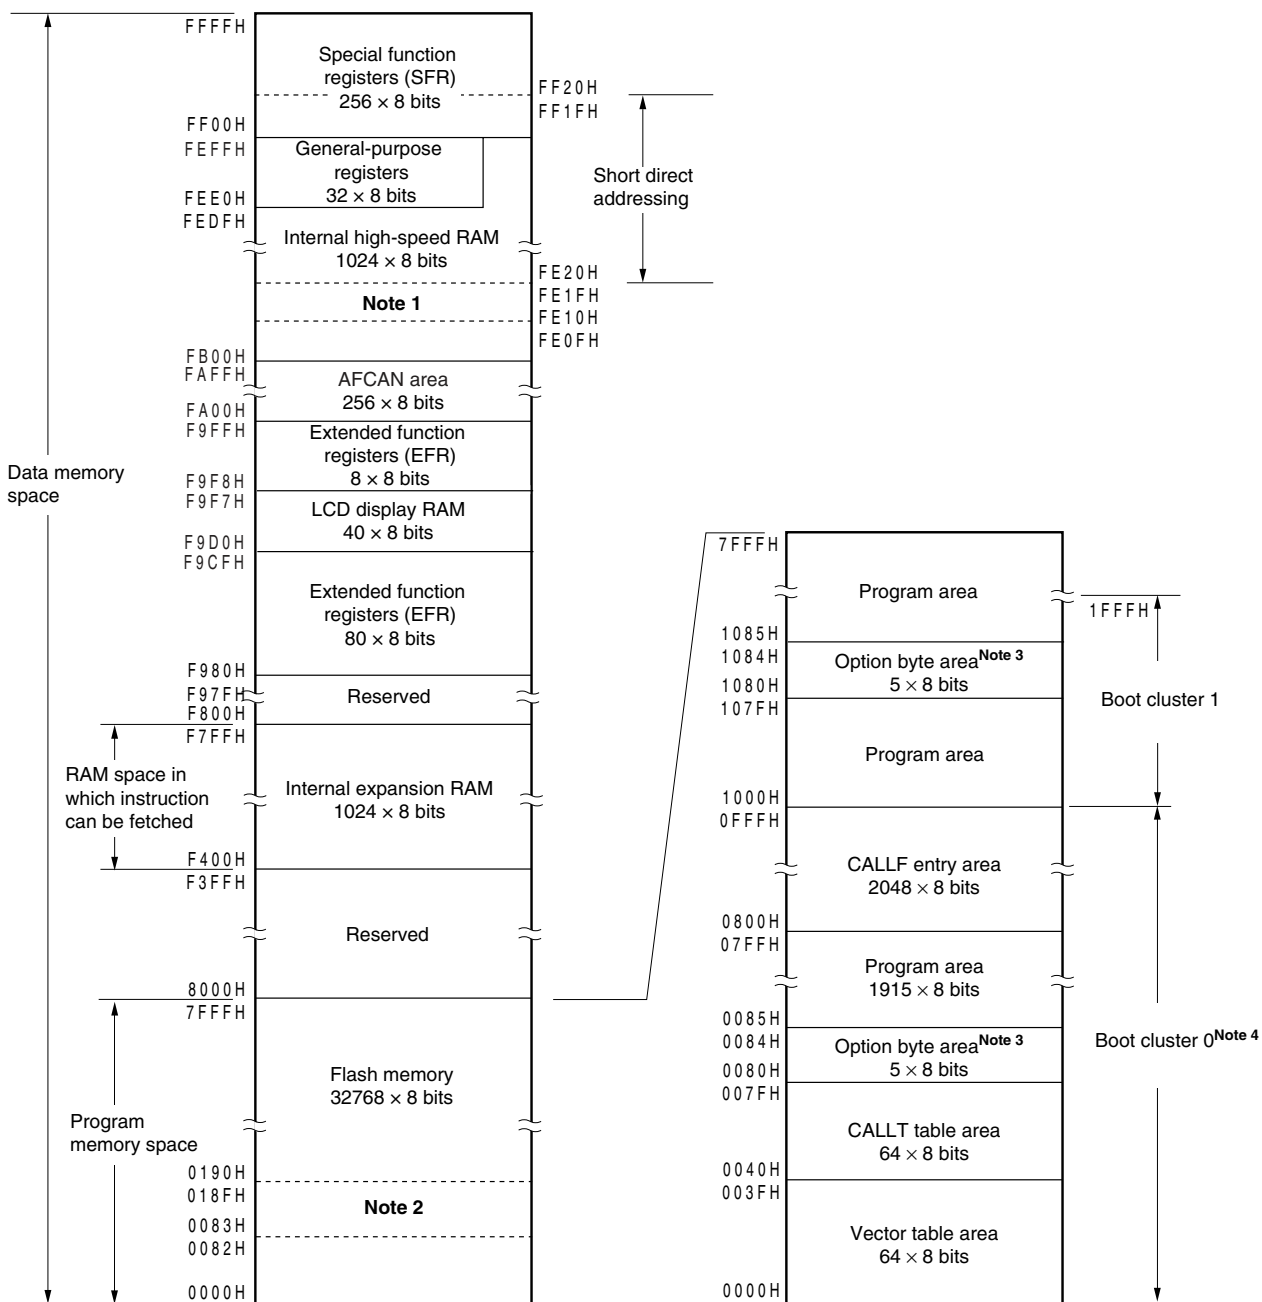 FFFFH
Special function
registers (SFR)
256 × 8 bits
FF20H
FF1FH
FF00H
FEFFH
General-purpose
registers
32 × 8 bits
Short direct
addressing
FEE0H
FEDFH
Internal high-speed RAM
1024 × 8 bits
FE20H
FE1FH
Note 1
FE10H
FE0FH
FB00H
FAFFH
AFCAN area
256 × 8 bits
FA00H
F9FFH
Extended function
registers (EFR)
8 × 8 bits
Data memory
space
F9F8H
F9F7H
LCD display RAM
40 × 8 bits
F9D0H
F9CFH
Extended function
registers (EFR)
80 × 8 bits
F980H
F97FH
Reserved
F800H
F7FFH
RAM space in
which instruction
can be fetched
Internal expansion RAM
1024 × 8 bits
F400H
F3FFH
Reserved
8000H
7FFFH
Flash memory
32768 × 8 bits
Program
memory space
0190H
018FH
Note 2
0083H
0082H
0000H
7FFFH
Program area
1FFFH
1085H
1084H
Option byte area Note 3
5 × 8 bits
1080H
107FH
Boot cluster 1
Program area
1000H
0FFFH
CALLF entry area
2048 × 8 bits
0800H
07FFH
Program area
1915 × 8 bits
0085H
0084H
Option byte area Note 3
5 × 8 bits
Boot cluster 0 Note 4
0080H
007FH
CALLT table area
64 × 8 bits
0040H
003FH
Vector table area
64 × 8 bits
0000H